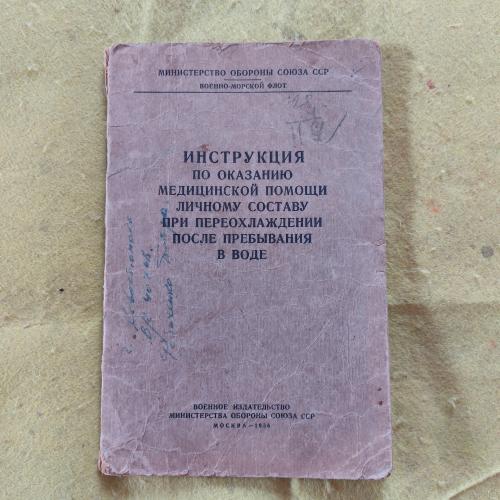 МИНИСТЕРСТВО ОБОРОНЫ СОЮЗА ССР
ВОЕННО-МОРСКОЙ ФЛОТ
ИНСТРУКЦИЯ
ПО ОКАЗАНИЮ
МЕДИЦИНСКОЙ ПОМОЩИ
ЛИЧНОМУ СОСТАВУ
ПРИ ПЕРЕОХЛАЖДЕНИИ
ПОСЛЕ ПРЕБЫВАНИЯ
В ВОДЕ
ВОЕННОЕ ИЗДАТЕЛЬСТВО
МИНИСТЕРСТВА ОБОРОНЫ СОЮЗА ССР
МОСКВА—1956